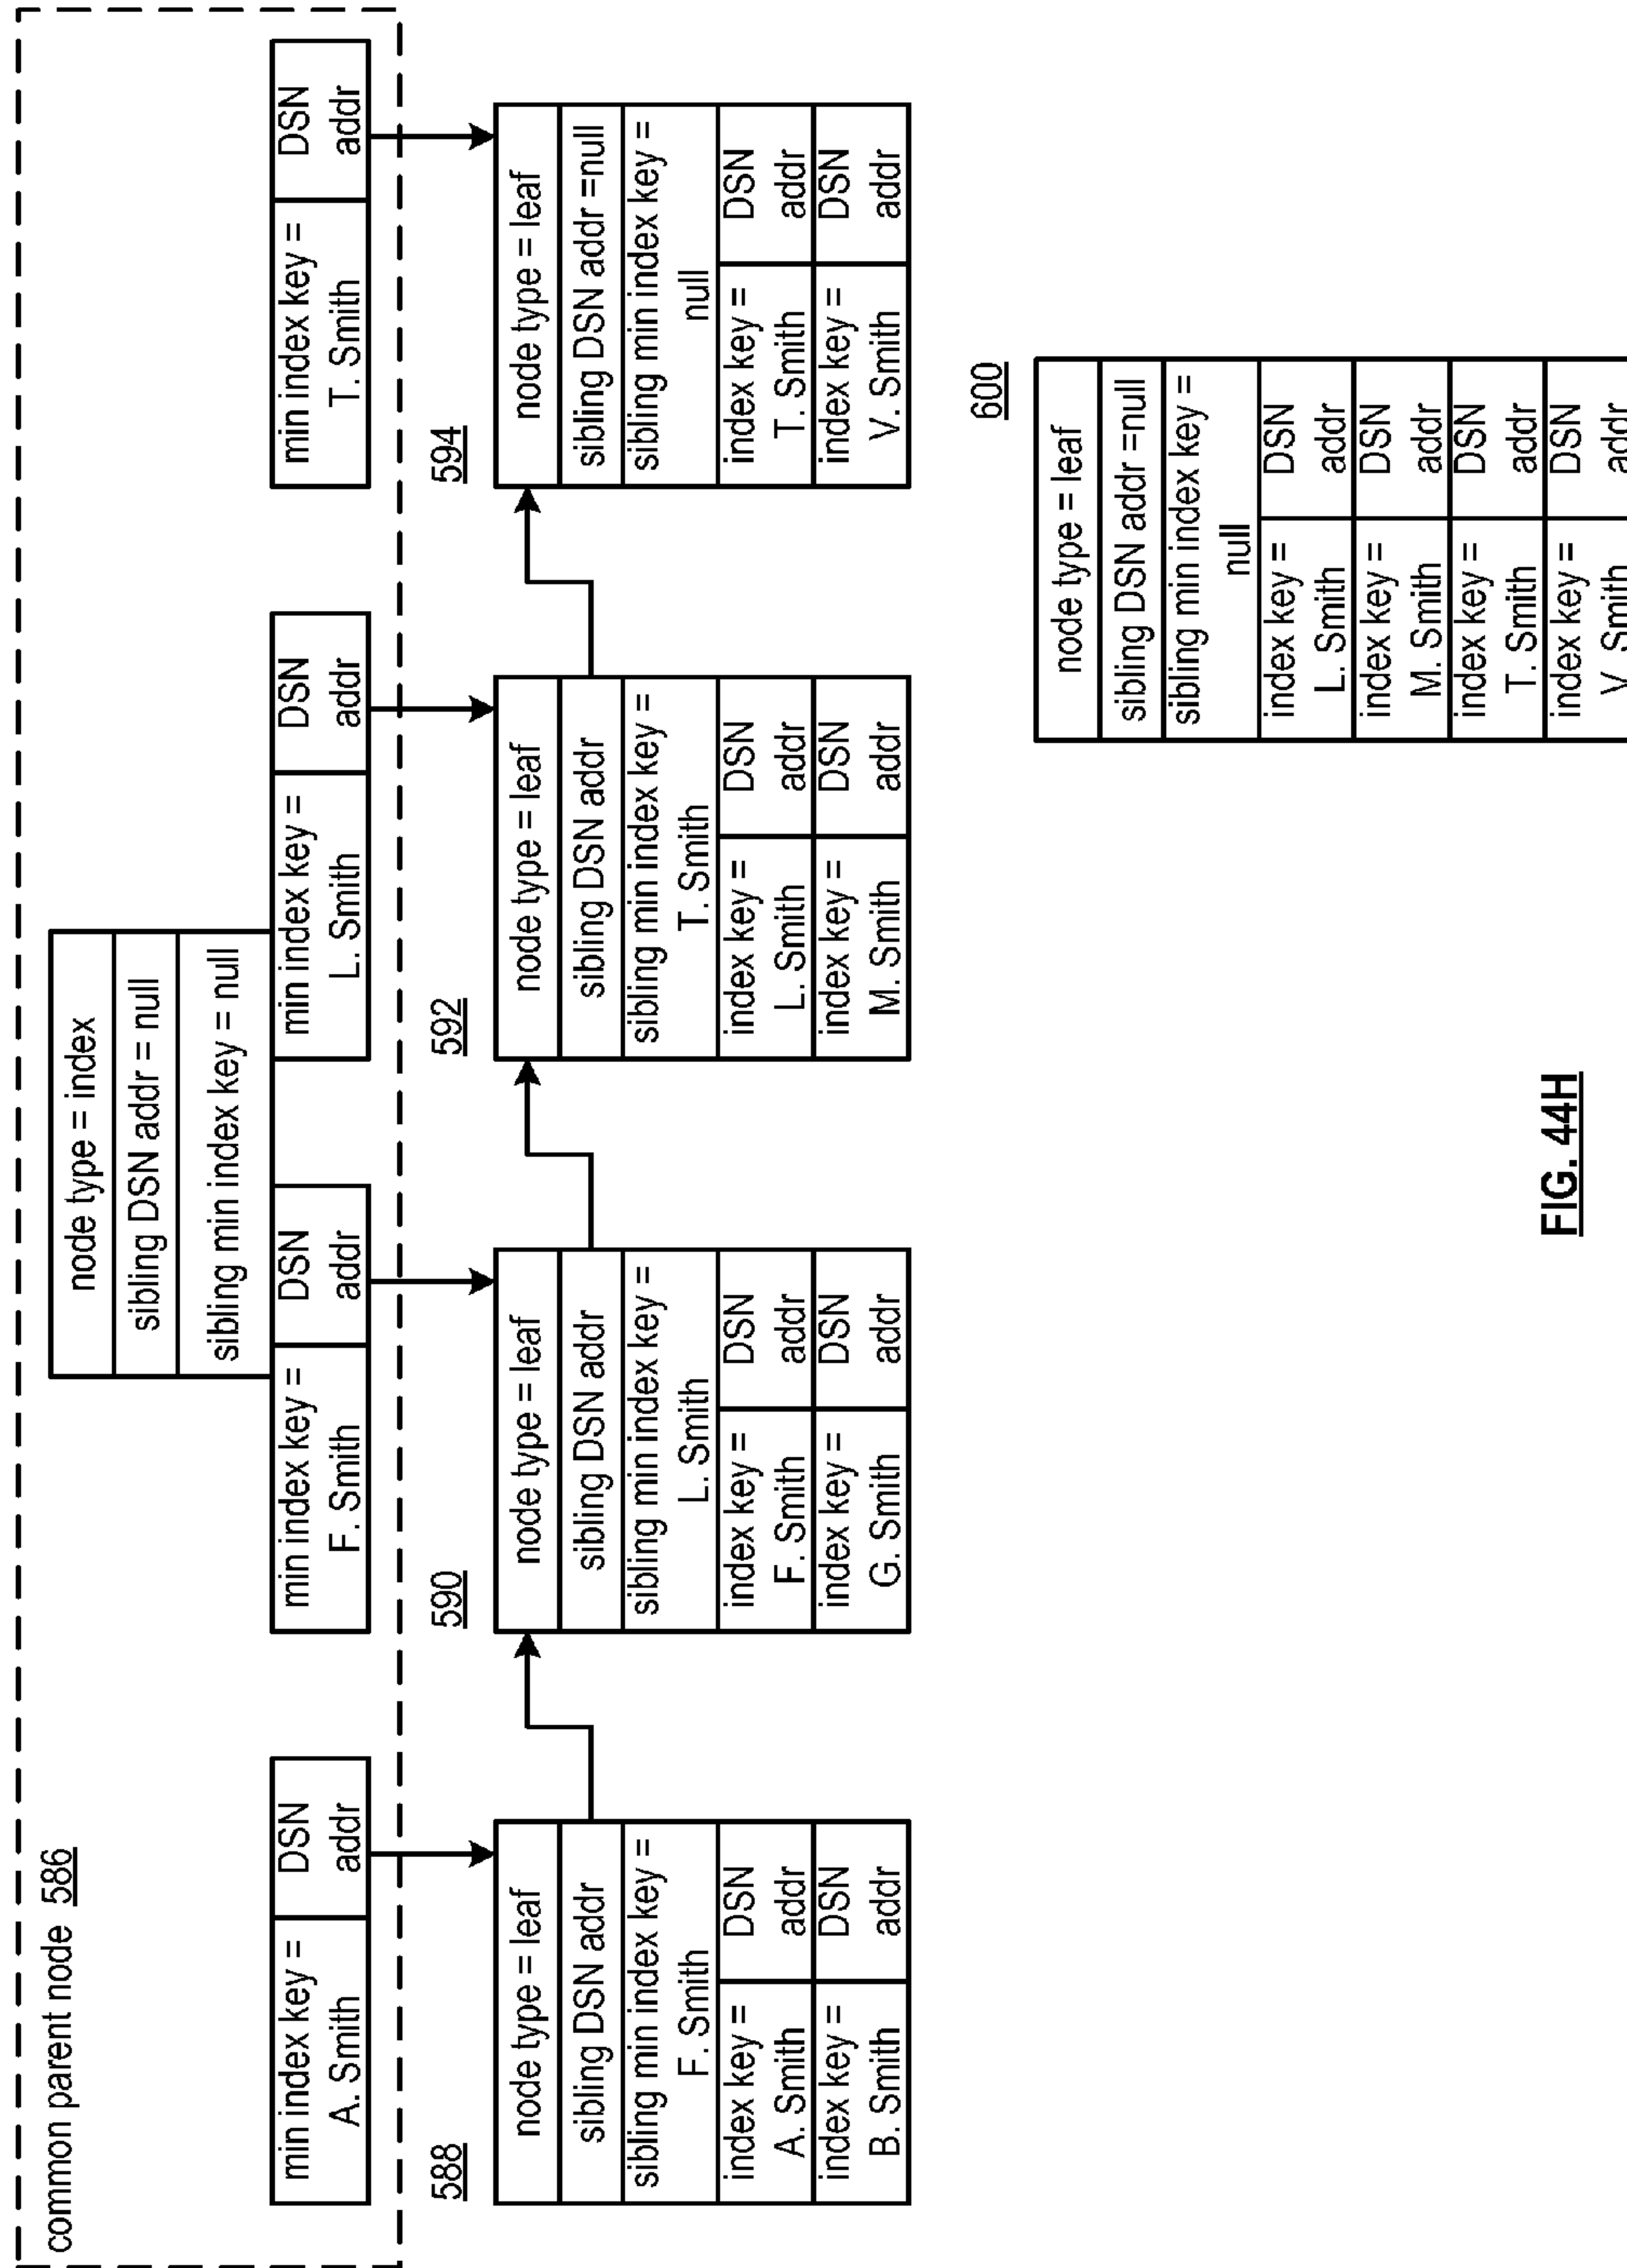 common parent node 586
node type = index
sibling DSN addr = null
sibling min index key = null
min index key =
A. Smith
DSN
addr
min index key =
F. Smith
DSN
addr
min index key =
L. Smith
DSN
addr
min index key =
T. Smith
DSN
addr
588
node type = leaf
sibling DSN addr
sibling min index key =
F. Smith
index key =
A. Smith
DSN
addr
index key =
B. Smith
DSN
addr
590
node type = leaf
sibling DSN addr
sibling min index key =
L. Smith
index key =
F. Smith
DSN
addr
index key =
G. Smith
DSN
addr
592
node type = leaf
sibling DSN addr
sibling min index key =
T. Smith
index key =
L. Smith
DSN
addr
index key =
M. Smith
DSN
addr
594
node type = leaf
sibling DSN addr =null
sibling min index key =
null
index key =
T. Smith
DSN
addr
index key =
V. Smith
DSN
addr
600
node type = leaf
sibling DSN addr =null
sibling min index key =
null
index key =
L. Smith
DSN
addr
index key =
M. Smith
DSN
addr
index key =
T. Smith
DSN
addr
index key =
V. Smith
DSN
addr
FIG. 44H